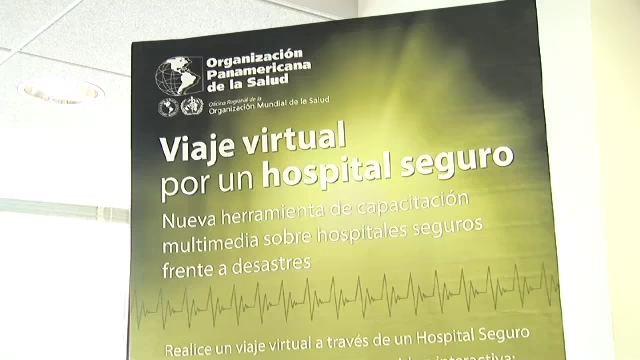 Organización
Panamericana
de la Salud
Oficina Regional de la
Organización Mundial de la Salud
Viaje virtual
por un hospital seguro
Nueva herramienta de capacitación
multimedia sobre hospitales seguros
frente a desastres
Realice un viaje virtual a través de un Hospital Seguro
interactiva: